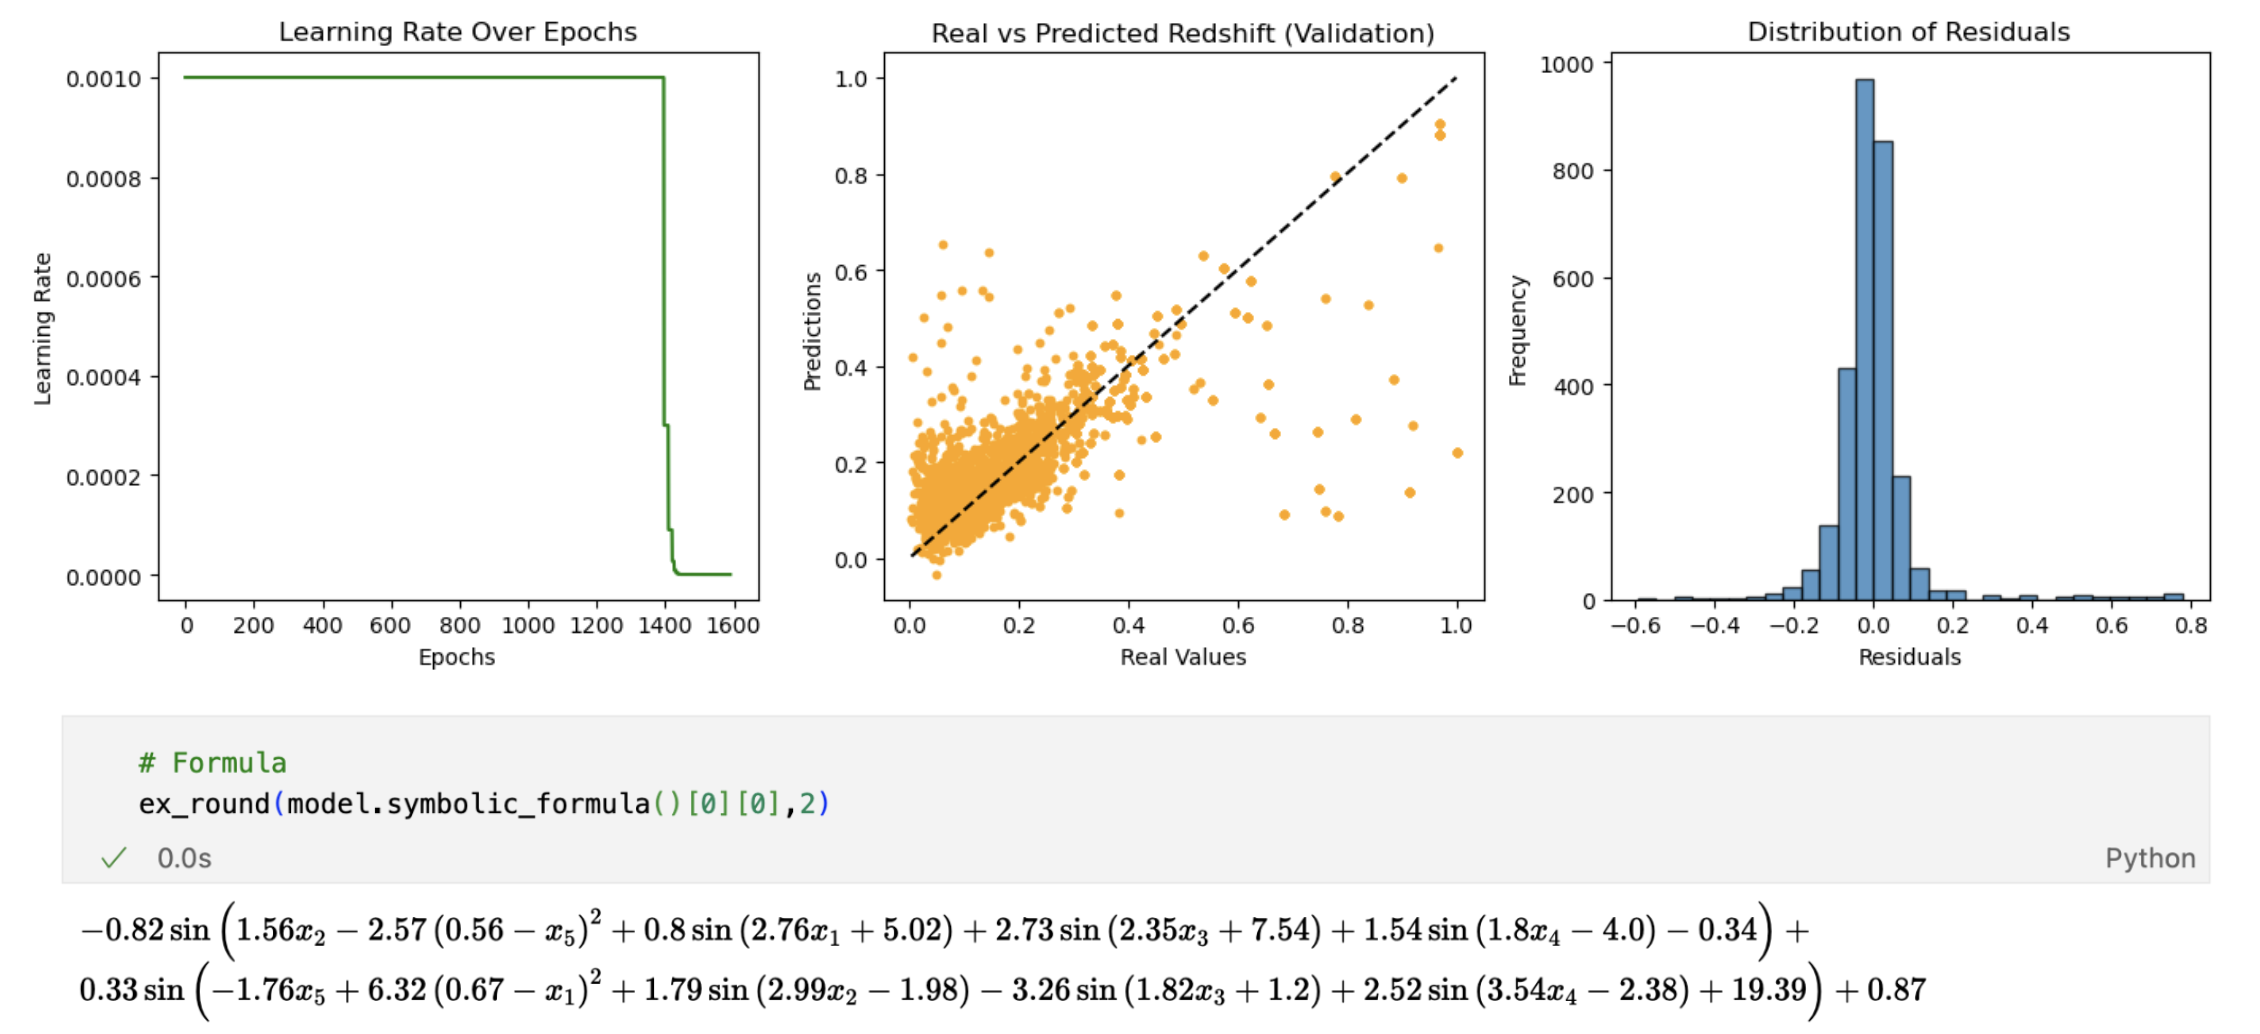 Learning Rate Over Epochs
0.0010
0.0008
0.0006
0.0004
0.0002
0.0000
Learning Rate
0 200 400 600 800 1000 1200 1400 1600
Epochs
Real vs Predicted Redshift (Validation)
1.0
0.8
0.6
0.4
0.2
0.0
Predictions
0.0 0.2 0.4 0.6 0.8 1.0
Real Values
Distribution of Residuals
1000
800
600
400
200
0
Frequency
−0.6 −0.4 −0.2 0.0 0.2 0.4 0.6 0.8
Residuals
# Formula
ex_round(model.symbolic_formula()[0][0],2)
✓ 0.0s
Python
−0.82 sin (1.56x₂ − 2.57 (0.56 − x₅)² + 0.8 sin (2.76x₁ + 5.02) + 2.73 sin (2.35x₃ + 7.54) + 1.54 sin (1.8x₄ − 4.0) − 0.34) +
0.33 sin (−1.76x₅ + 6.32 (0.67 − x₁)² + 1.79 sin (2.99x₂ − 1.98) − 3.26 sin (1.82x₃ + 1.2) + 2.52 sin (3.54x₄ − 2.38) + 19.39) + 0.87